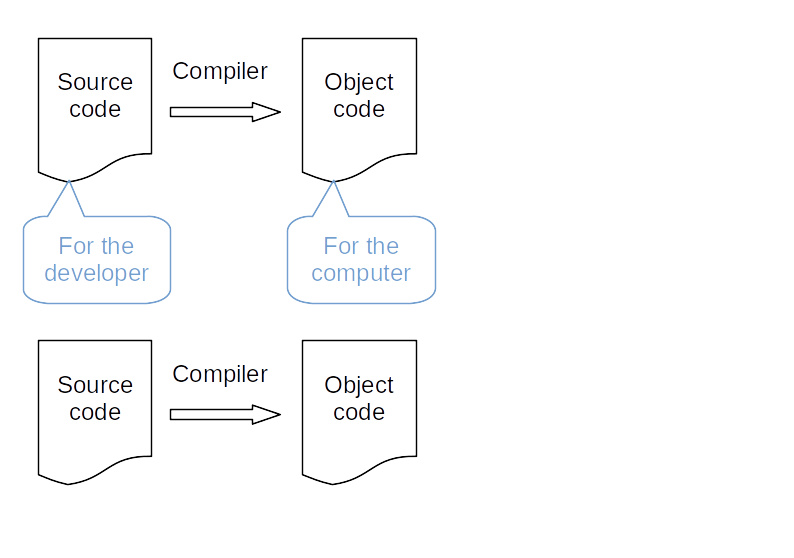 Source
code
Compiler
Object
code
For the
developer
For the
computer
Source
code
Compiler
Object
code